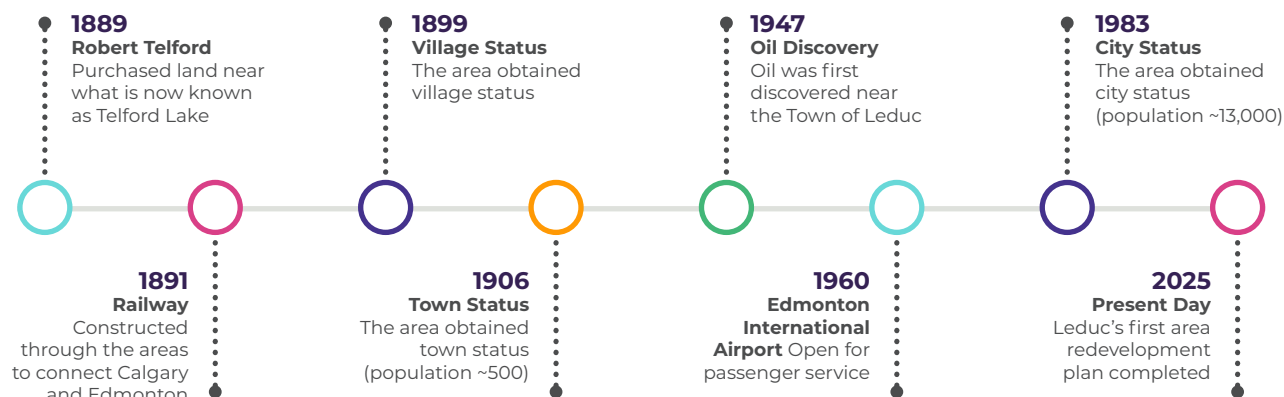 1889
Robert Telford
Purchased land near
what is now known
as Telford Lake
1891
Railway
Constructed
through the areas
to connect Calgary
and Edmonton
1899
Village Status
The area obtained
village status
1906
Town Status
The area obtained
town status
(population ~500)
1947
Oil Discovery
Oil was first
discovered near
the Town of Leduc
1960
Edmonton
International
Airport Open for
passenger service
1983
City Status
The area obtained
city status
(population ~13,000)
2025
Present Day
Leduc’s first area
redevelopment
plan completed